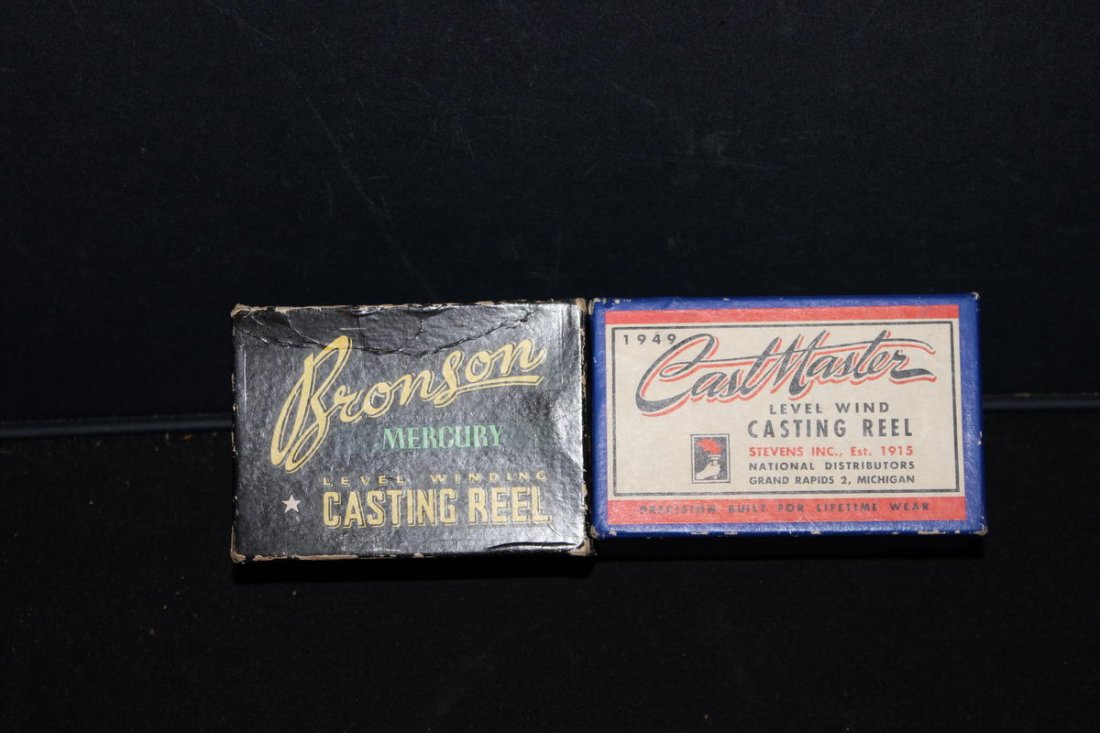 Bronson
MERCURY
LEVEL WINDING
CASTING REEL
1949
CastMaster
LEVEL WIND
CASTING REEL
STEVENS INC., Est. 1915
NATIONAL DISTRIBUTORS
GRAND RAPIDS 2, MICHIGAN
PRECISION BUILT FOR LIFETIME WEAR